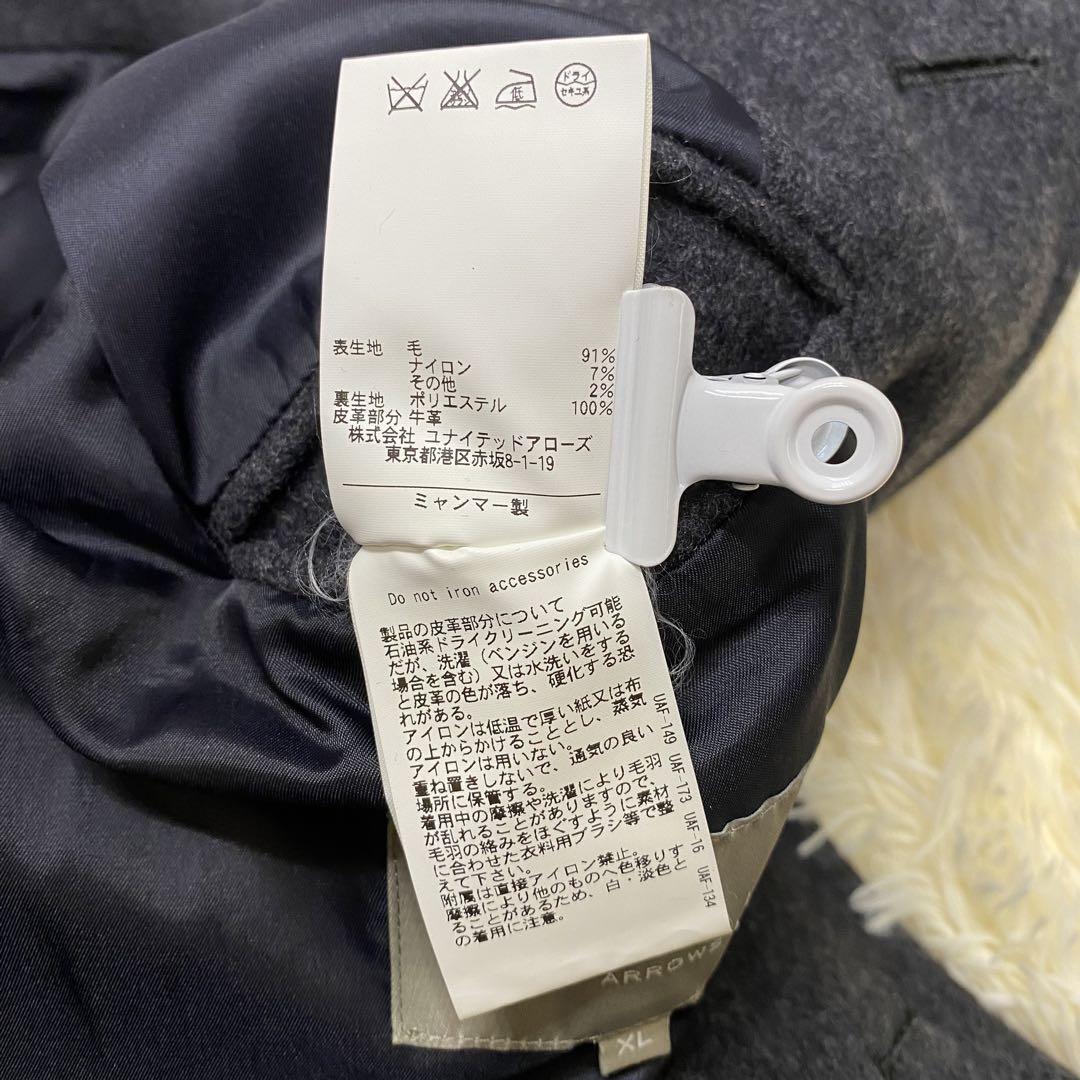 低
ドライ
セキユ系
表生地 毛 91%
ナイロン 7%
その他 2%
裏生地 ポリエステル 100%
皮革部分 牛革
株式会社 ユナイテッドアローズ
東京都港区赤坂8-1-19
ミャンマー製
Do not iron accessories
製品の皮革部分について
石油系ドライクリーニング可能
だが、洗濯（ベンジンを用いる
場合を含む）又は水洗いをする
と皮革の色が落ち、硬化する恐
れがある。
アイロンは低温で厚い紙又は布
の上からかけることとし、蒸気
アイロンは用いない。
重ね置きしないで、通気の良い
場所に保管する。
着用中の摩擦や洗濯により毛羽
が乱れることがありますので、
毛羽の絡みをほぐすように素材
に合わせた衣料用ブラシ等で整
えて下さい。
附属は直接アイロン禁止。
摩擦により他のものへ色移りす
ることがあるため、白・淡色と
の着用に注意。
UAF-149 UAF-173 UAF-16 UAF-134
ARROWS
XL